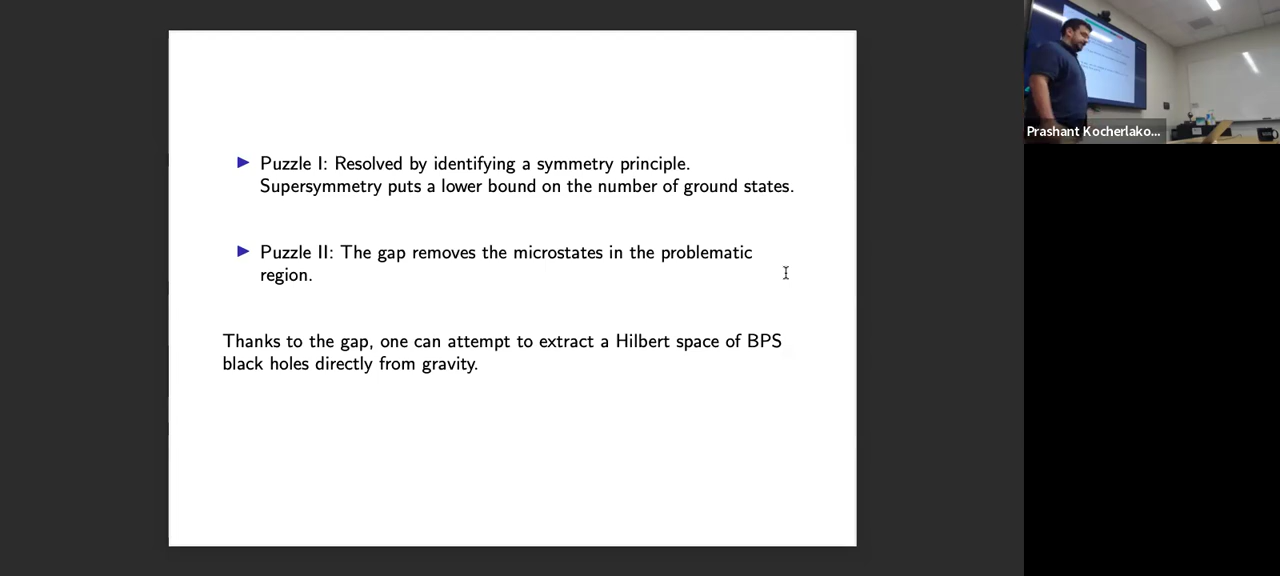 Puzzle I: Resolved by identifying a symmetry principle.
Supersymmetry puts a lower bound on the number of ground states.
Puzzle II: The gap removes the microstates in the problematic
region.
Thanks to the gap, one can attempt to extract a Hilbert space of BPS
black holes directly from gravity.
Prashant Kocherlako...